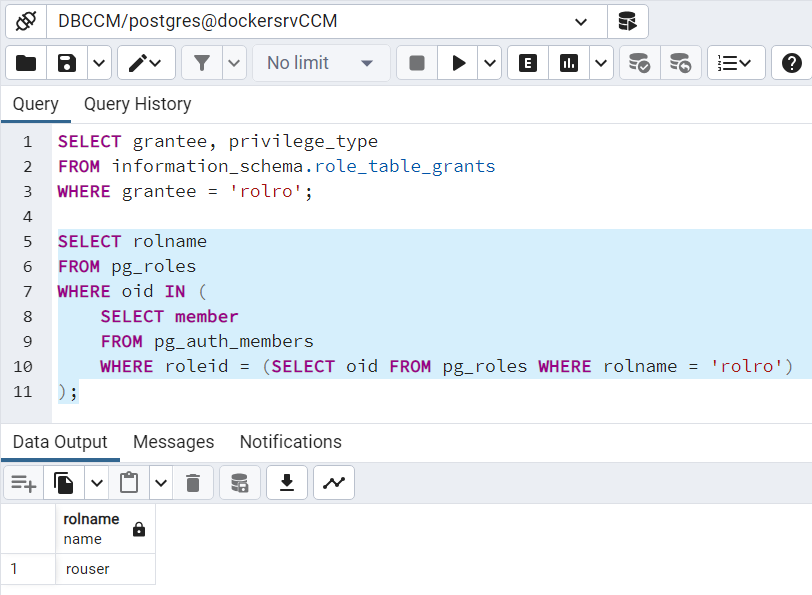 DBCCM/postgres@dockersrvCCM
No limit
E
Query Query History
1 SELECT grantee, privilege_type
2 FROM information_schema.role_table_grants
3 WHERE grantee = 'rolro';
4
5 SELECT rolname
6 FROM pg_roles
7 WHERE oid IN (
8     SELECT member
9     FROM pg_auth_members
10     WHERE roleid = (SELECT oid FROM pg_roles WHERE rolname = 'rolro')
11 );
Data Output Messages Notifications
rolname
name
1 rouser